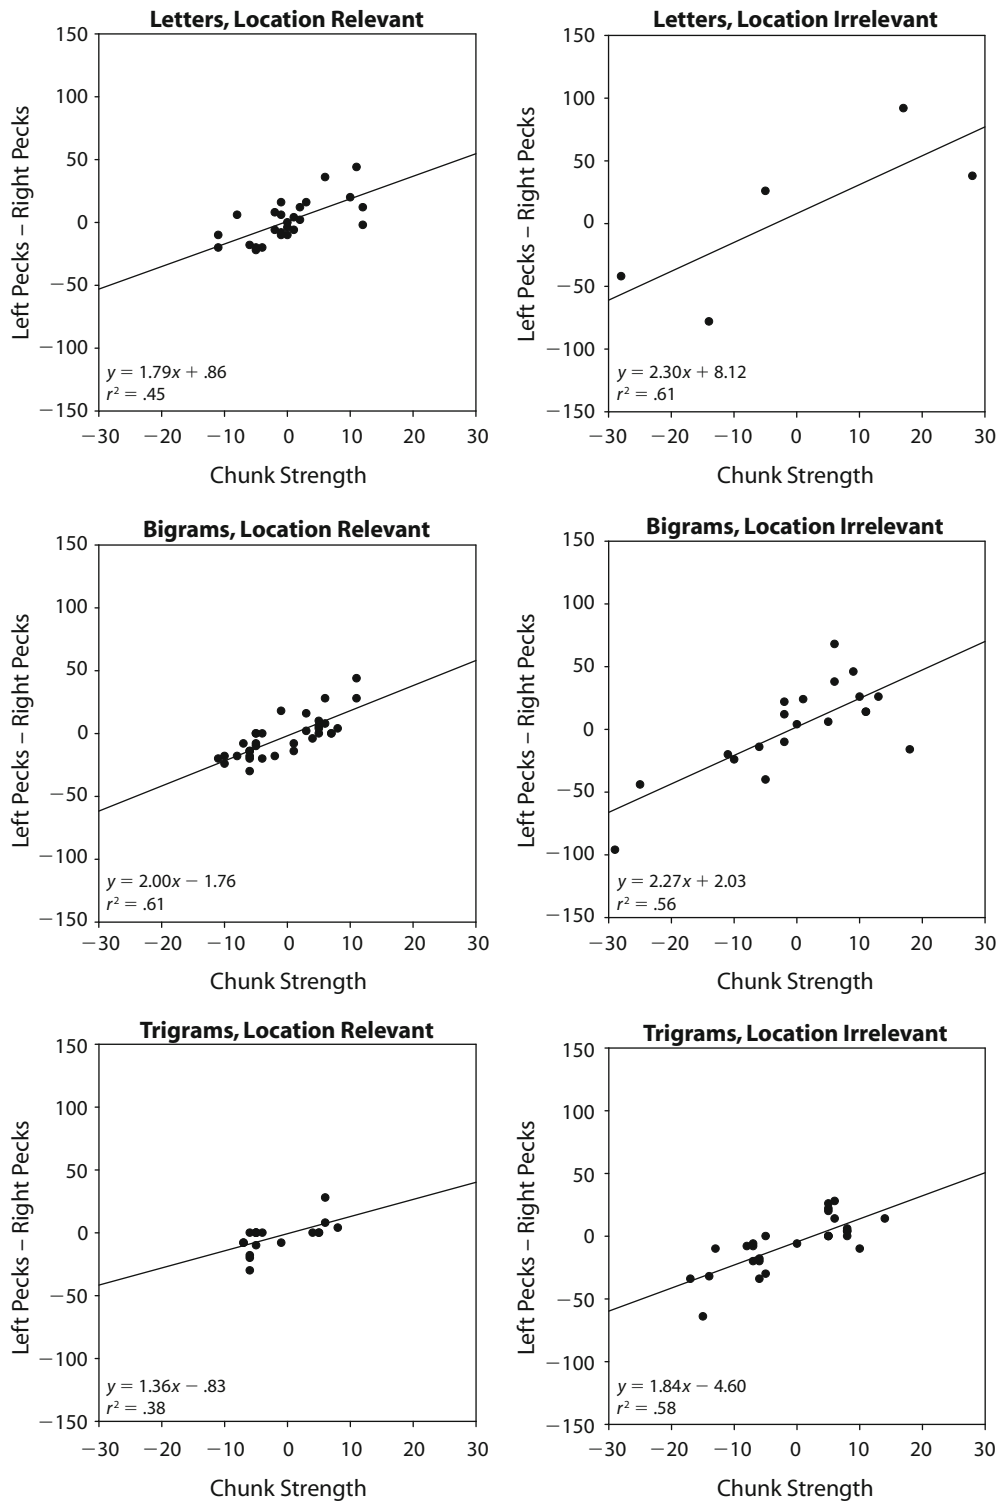 Letters, Location Relevant
150
100
50
0
−50
−100
−150
Left Pecks – Right Pecks
y = 1.79x + .86
r² = .45
−30 −20 −10 0 10 20 30
Chunk Strength
Letters, Location Irrelevant
150
100
50
0
−50
−100
−150
Left Pecks – Right Pecks
y = 2.30x + 8.12
r² = .61
−30 −20 −10 0 10 20 30
Chunk Strength
Bigrams, Location Relevant
150
100
50
0
−50
−100
−150
Left Pecks – Right Pecks
y = 2.00x − 1.76
r² = .61
−30 −20 −10 0 10 20 30
Chunk Strength
Bigrams, Location Irrelevant
150
100
50
0
−50
−100
−150
Left Pecks – Right Pecks
y = 2.27x + 2.03
r² = .56
−30 −20 −10 0 10 20 30
Chunk Strength
Trigrams, Location Relevant
150
100
50
0
−50
−100
−150
Left Pecks – Right Pecks
y = 1.36x − .83
r² = .38
−30 −20 −10 0 10 20 30
Chunk Strength
Trigrams, Location Irrelevant
150
100
50
0
−50
−100
−150
Left Pecks – Right Pecks
y = 1.84x − 4.60
r² = .58
−30 −20 −10 0 10 20 30
Chunk Strength